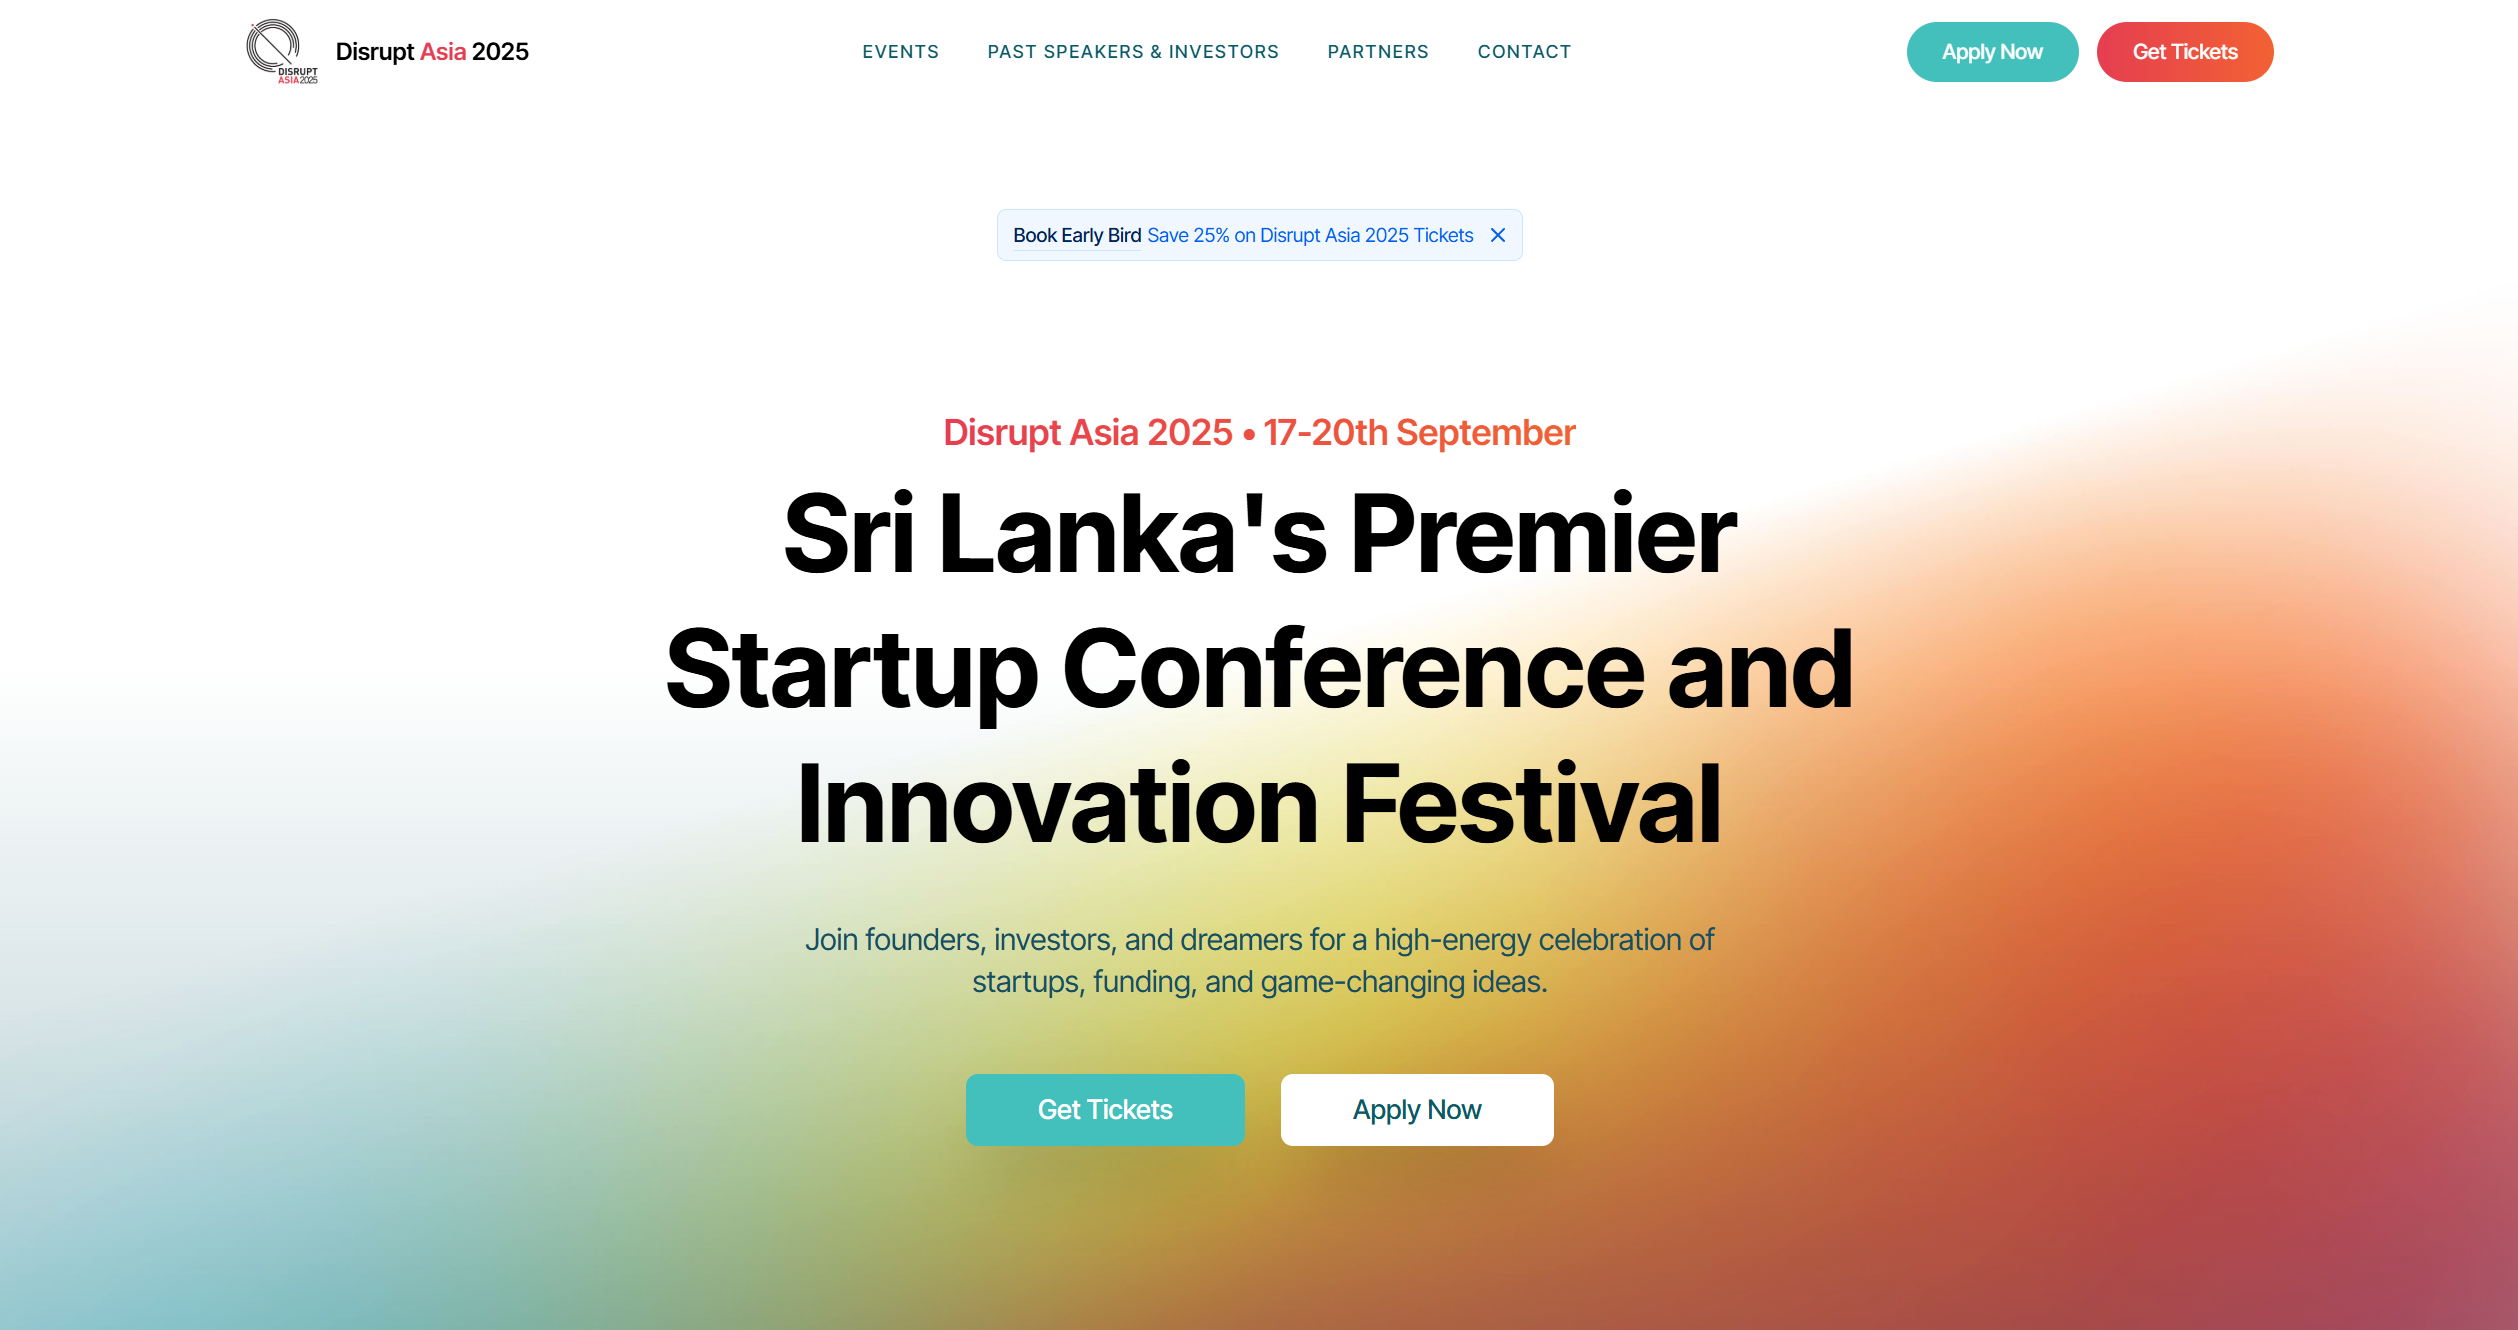 DISRUPT
ASIA2025
Disrupt Asia 2025
EVENTS
PAST SPEAKERS & INVESTORS
PARTNERS
CONTACT
Apply Now
Get Tickets
Book Early Bird Save 25% on Disrupt Asia 2025 Tickets
Disrupt Asia 2025 • 17-20th September
Sri Lanka's Premier
Startup Conference and
Innovation Festival
Join founders, investors, and dreamers for a high-energy celebration of
startups, funding, and game-changing ideas.
Get Tickets
Apply Now